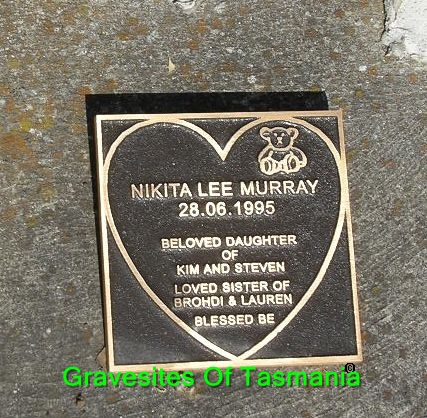 NIKITA LEE MURRAY
28.06.1995
BELOVED DAUGHTER
OF
KIM AND STEVEN
LOVED SISTER OF
BROHDI & LAUREN
BLESSED BE
Gravesites Of Tasmania